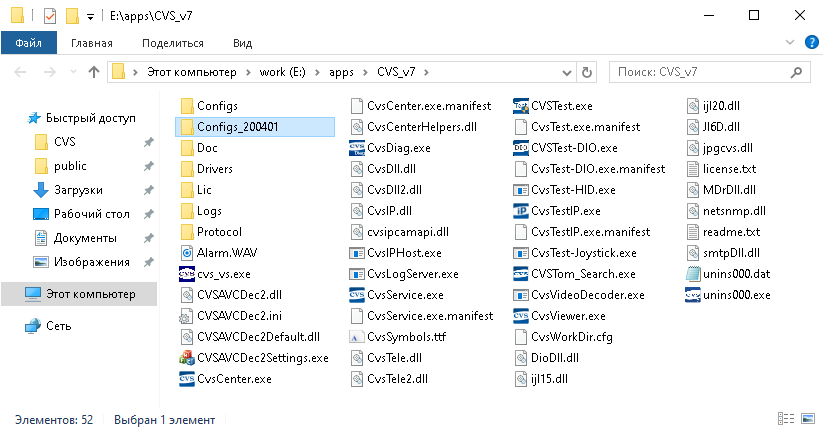 E:\apps\CVS_v7
Файл Главная Поделиться Вид
Этот компьютер work (E:) apps CVS_v7 Поиск: CVS_v7
Быстрый доступ
CVS
public
Загрузки
Рабочий стол
Документы
Изображения
Этот компьютер
Сеть
Configs
Configs_200401
Doc
Drivers
Lic
Logs
Protocol
Alarm.WAV
cvs_vs.exe
CVSAVCDec2.dll
CVSAVCDec2.ini
CVSAVCDec2Default.dll
CVSAVCDec2Settings.exe
CvsCenter.exe
CvsCenter.exe.manifest
CvsCenterHelpers.dll
CvsDiag.exe
CvsDll.dll
CvsDll2.dll
CvsIP.dll
cvsipcamapi.dll
CvsIPHost.exe
CvsLogServer.exe
CvsService.exe
CvsService.exe.manifest
CvsSymbols.ttf
CvsTele.dll
CvsTele2.dll
CVSTest.exe
CvsTest.exe.manifest
CVSTest-DIO.exe
CvsTest-DIO.exe.manifest
CvsTest-HID.exe
CvsTestIP.exe
CvsTestIP.exe.manifest
CvsTest-Joystick.exe
CVSTom_Search.exe
CvsVideoDecoder.exe
CvsViewer.exe
CvsWorkDir.cfg
DioDll.dll
ijl15.dll
ijl20.dll
JI6D.dll
jpgcvs.dll
license.txt
MDrDll.dll
netsnmp.dll
readme.txt
smtpDll.dll
unins000.dat
unins000.exe
Элементов: 52 Выбран 1 элемент